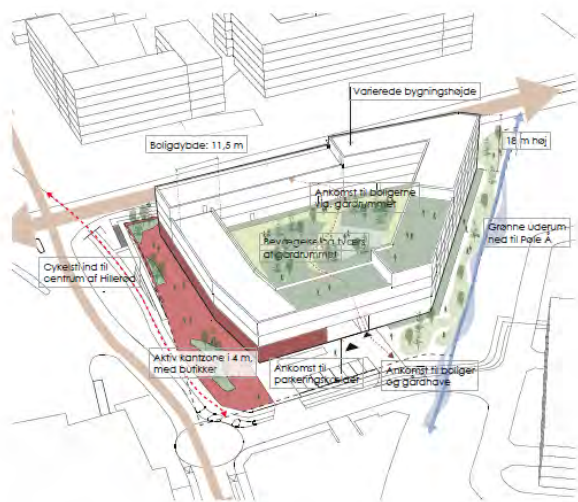 Varierede bygningshøjde
Boligdybde: 11,5 m
18 m høj
Ankomst til boligerne
via. gårdrummet
Grønne uderum
ned til Pøle Å
Bevægelse på tværs
af gårdrummet
Cykelsti ind til
centrum af Hillerød
Aktiv kantzone i 4 m,
med butikker
Ankomst til
parkeringskælder
Ankomst til boliger
og gårdhave